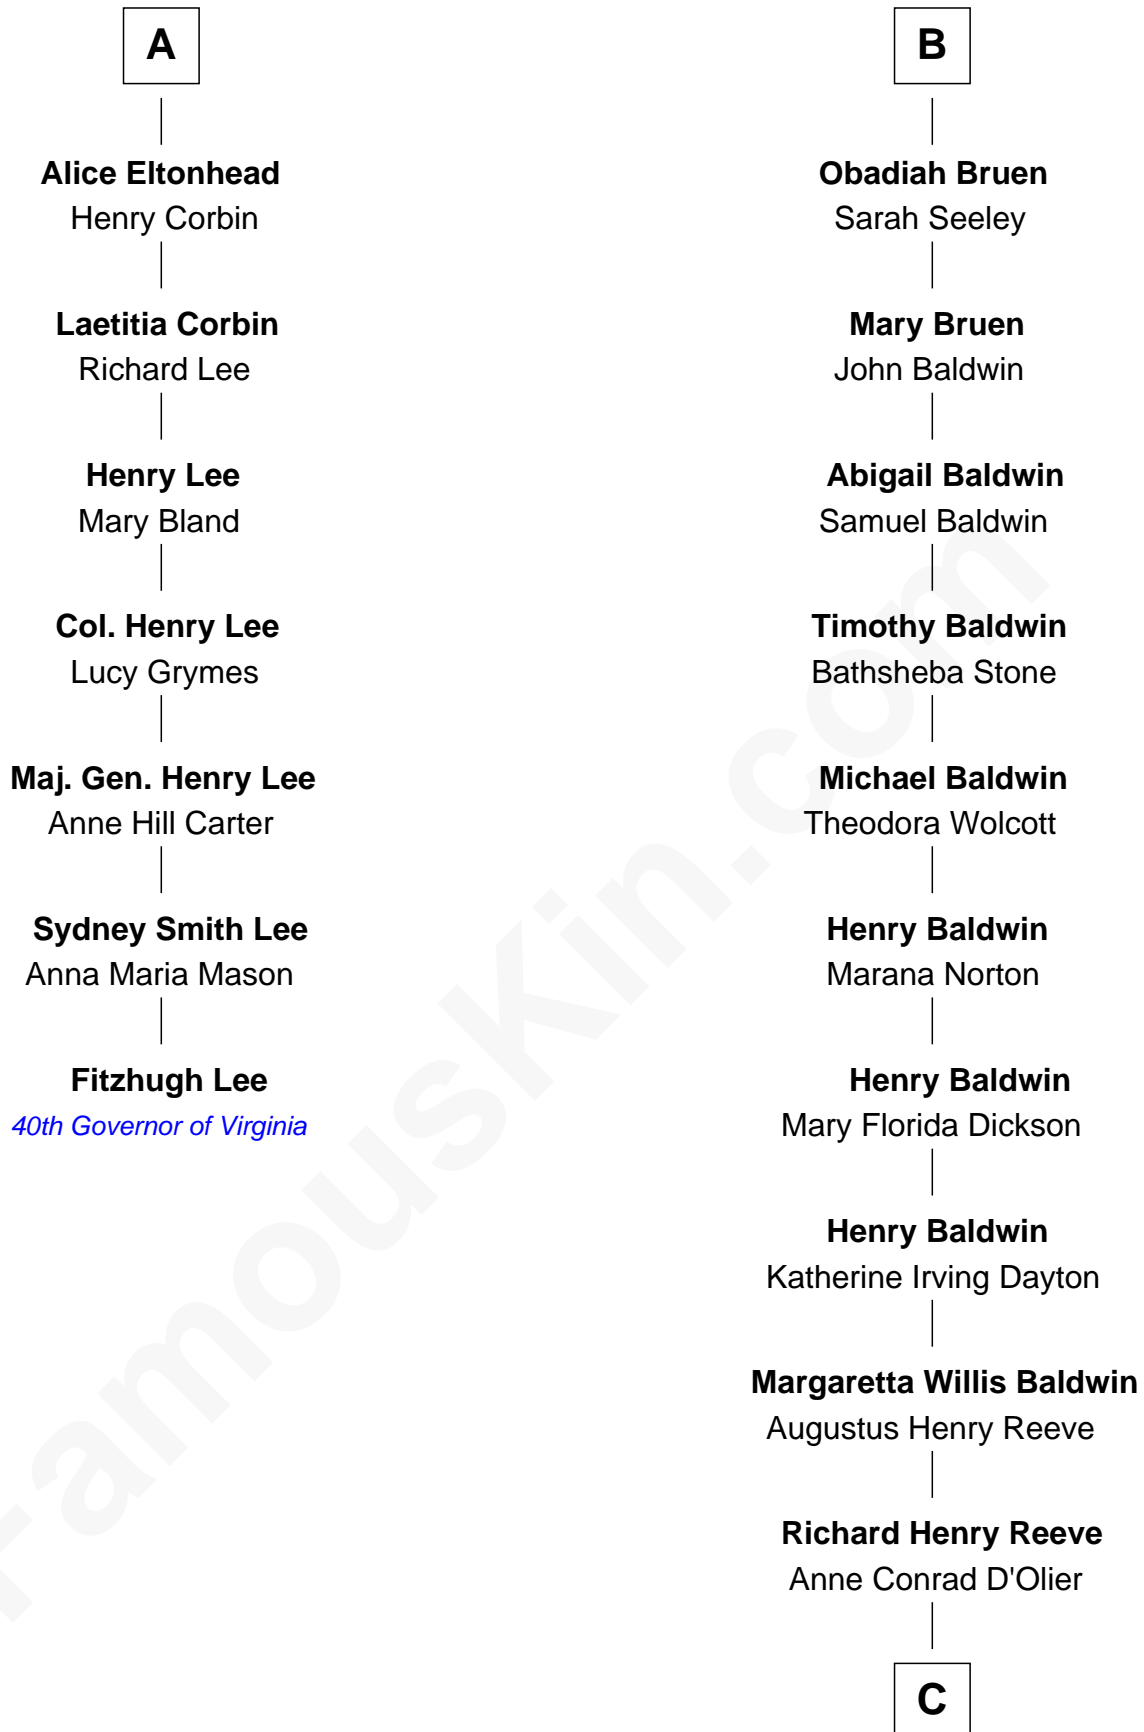 A
Alice Eltonhead
Henry Corbin
Laetitia Corbin
Richard Lee
Henry Lee
Mary Bland
Col. Henry Lee
Lucy Grymes
Maj. Gen. Henry Lee
Anne Hill Carter
Sydney Smith Lee
Anna Maria Mason
Fitzhugh Lee
40th Governor of Virginia
B
Obadiah Bruen
Sarah Seeley
Mary Bruen
John Baldwin
Abigail Baldwin
Samuel Baldwin
Timothy Baldwin
Bathsheba Stone
Michael Baldwin
Theodora Wolcott
Henry Baldwin
Marana Norton
Henry Baldwin
Mary Florida Dickson
Henry Baldwin
Katherine Irving Dayton
Margaretta Willis Baldwin
Augustus Henry Reeve
Richard Henry Reeve
Anne Conrad D'Olier
C
FamousKin.com